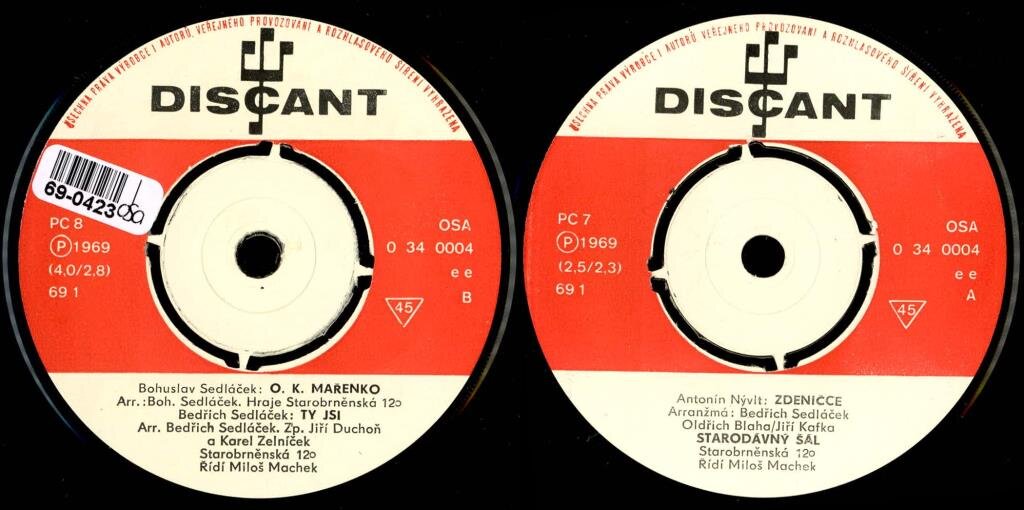 VŠECHNA PRÁVA VÝROBCE I AUTORŮ, VEŘEJNÉHO PROVOZOVÁNÍ A ROZHLASOVÉHO ŠÍŘENÍ VYHRAZENA
DISCANT
69-0423
osa
PC 8
Ⓟ 1969
(4,0/2,8)
69 1
OSA
0 34 0004
e e
B
45
Bohuslav Sedláček: O. K. MAŘENKO
Arr.:Boh. Sedláček. Hraje Starobrněnská 12o
Bedřich Sedláček: TY JSI
Arr. Bedřich Sedláček. Zp. Jiří Duchoň
a Karel Zelníček
Starobrněnská 12o
Řídí Miloš Machek
VŠECHNA PRÁVA VÝROBCE I AUTORŮ VEŘEJNÉHO PROVOZOVÁNÍ A ROZHLASOVÉHO ŠÍŘENÍ VYHRAZENA
DISCANT
PC 7
Ⓟ 1969
(2,5/2,3)
69 1
OSA
0 34 0004
e e
A
45
Antonín Nývlt: ZDENIČCE
Arranžmá: Bedřich Sedláček
Oldřich Blaha/Jiří Kafka
STARODÁVNÝ ŠÁL
Starobrněnská 12o
Řídí Miloš Machek